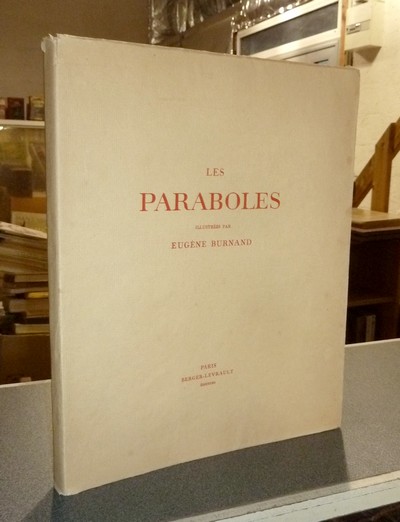 LES
PARABOLES
ILLUSTRÉES PAR
EUGÈNE BURNAND
PARIS
BERGER-LEVRAULT
ÉDITEURS